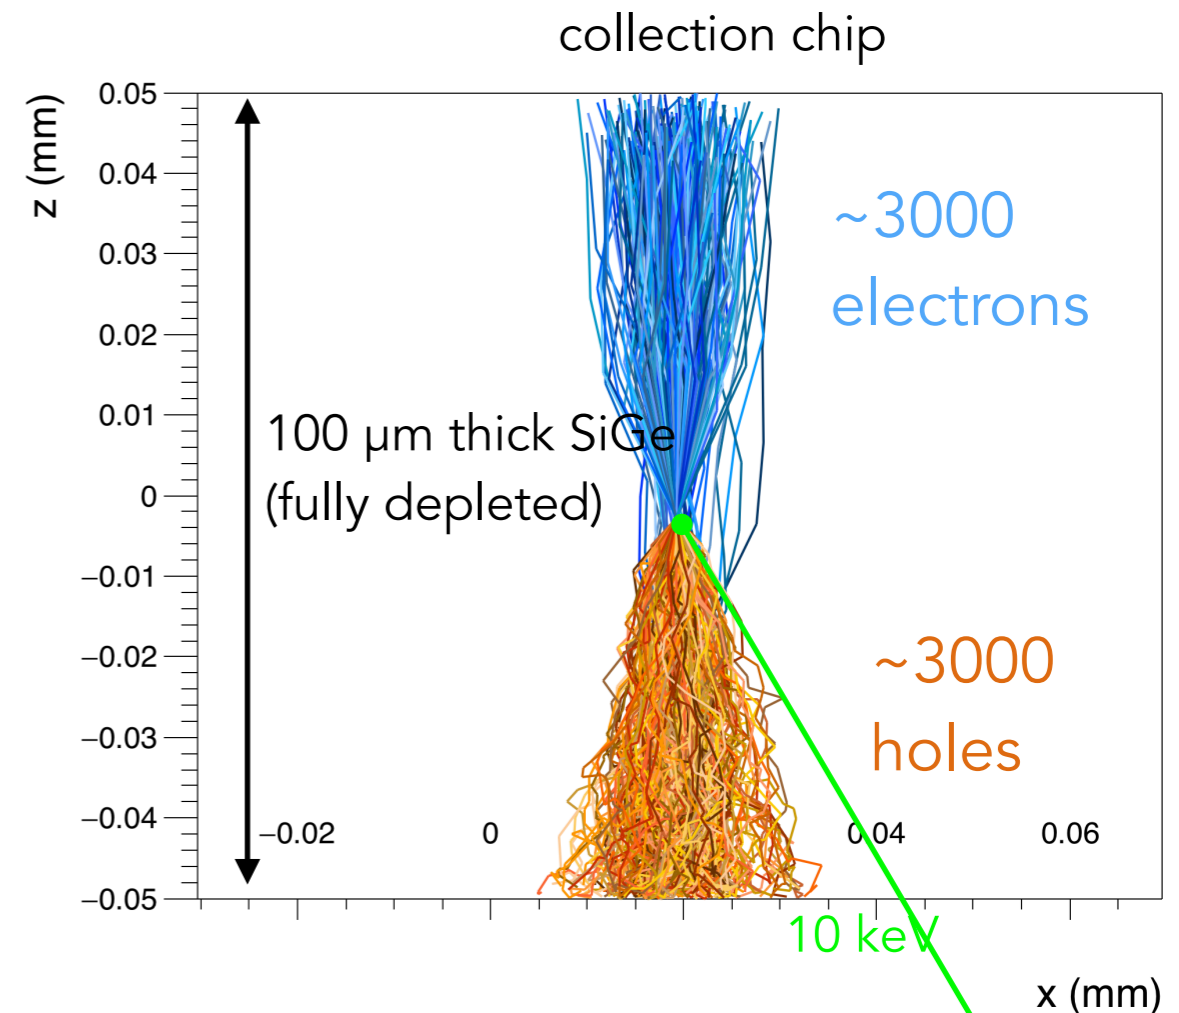 collection chip
z (mm)
0.05
0.04
0.03
0.02
0.01
0
−0.01
−0.02
−0.03
−0.04
−0.05
~3000
electrons
100 µm thick SiGe
(fully depleted)
~3000
holes
−0.02
0
0.04
0.06
10 keV
x (mm)